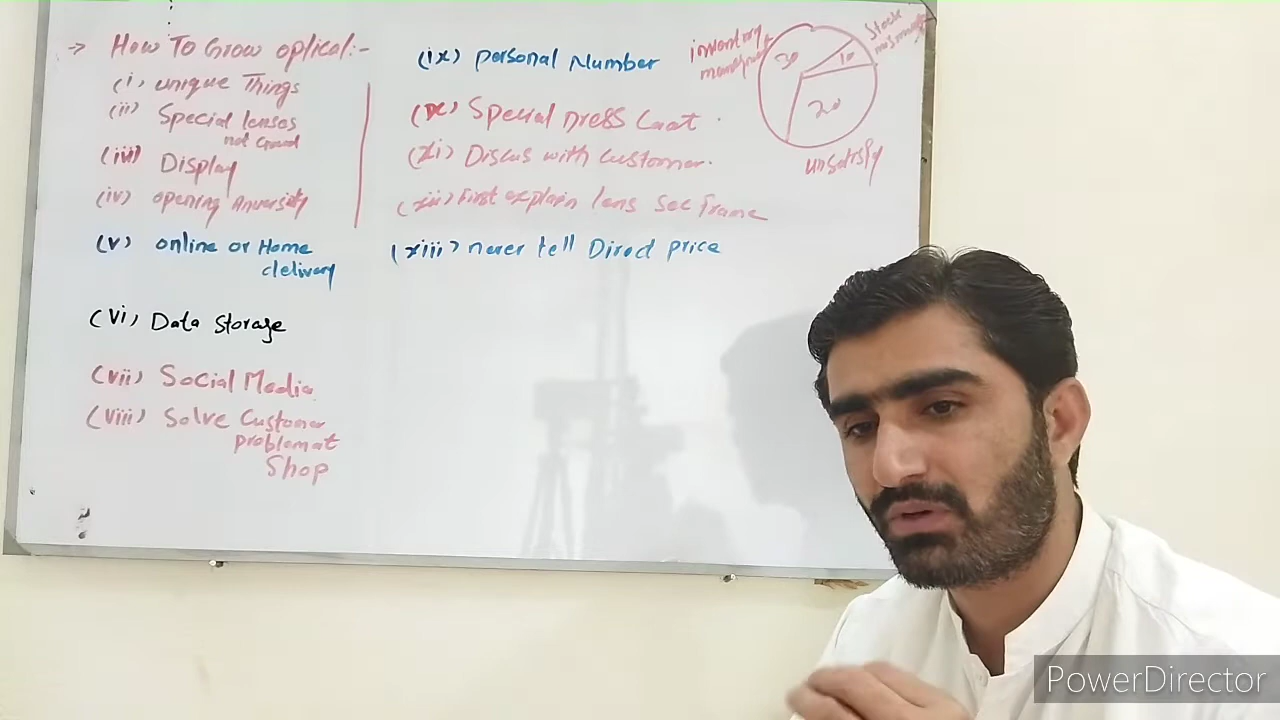 → How To Grow optical:-
(i) unique Things
(ii) Special lenses
not Good
(iii) Display
(iv) opening
(v) online or Home
delivery
(vi) Data Storage
(vii) Social Media
(viii) Solve Customer
problem at
Shop
(ix) personal Number
(x) Special Dress Coat
(xi) Discus with customer.
(xii) First explain lens Sec frame
(xiii) never tell Direct price
inventory
30
10
Stock
20
unsatisfy
PowerDirector